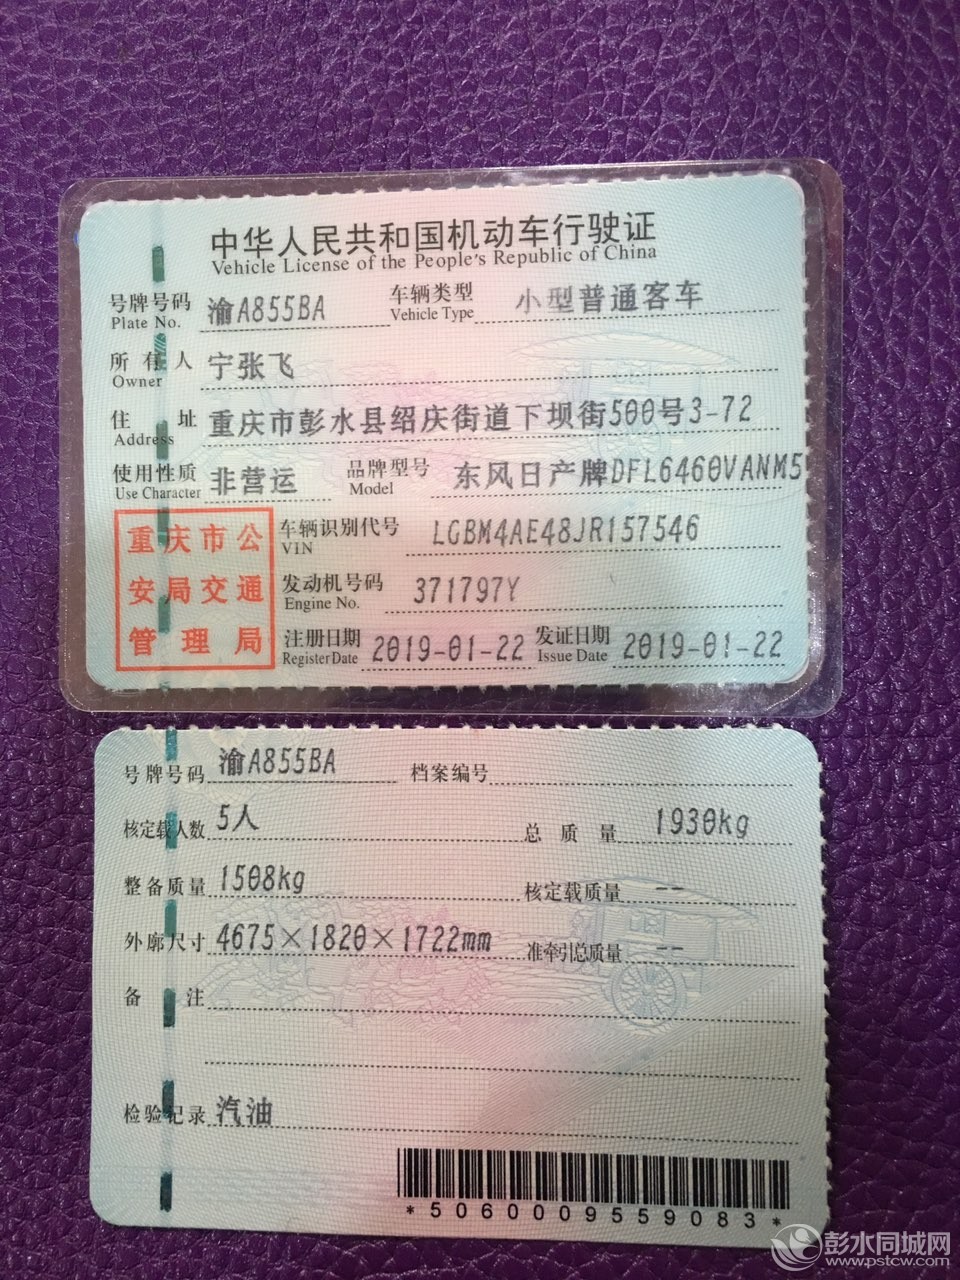 中华人民共和国机动车行驶证
Vehicle License of the People's Republic of China
号牌号码 渝A855BA 车辆类型 小型普通客车
Plate No. Vehicle Type
所有人 宁张飞
Owner
住址 重庆市彭水县绍庆街道下坝街500号3-72
Address
使用性质 非营运 品牌型号 东风日产牌DFL6460VANM5
Use Character Model
重庆市公
安局交通
管理局
车辆识别代号 LGBM4AE48JR157546
VIN
发动机号码 371797Y
Engine No.
注册日期 2019-01-22 发证日期 2019-01-22
Register Date Issue Date
号牌号码 渝A855BA 档案编号
核定载人数 5人 总质量 1930kg
整备质量 1508kg 核定载质量 --
外廓尺寸 4675×1820×1722mm 准牵引总质量 --
备注
检验记录 汽油
*5060009559083*
彭水同城网
www.pstcw.com